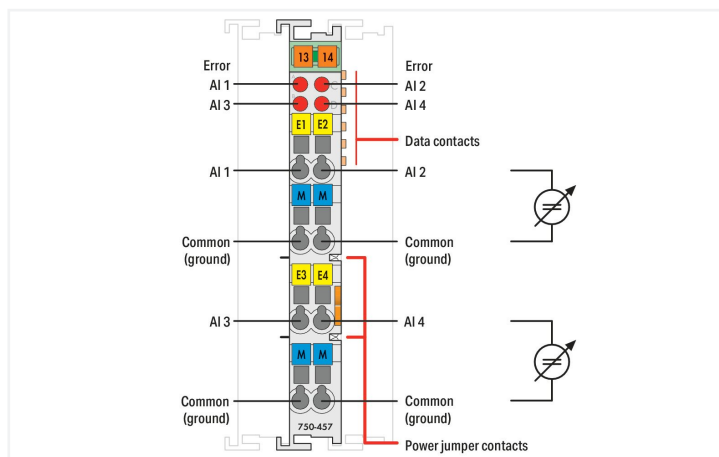 13 14
Error
Error
AI 1
C
AI 2
AI 3
D
AI 4
E1 E2
Data contacts
AI 1
AI 2
M M
Common
(ground)
Common
(ground)
E3 E4
AI 3
AI 4
M M
Common
(ground)
Common
(ground)
750-457
Power jumper contacts